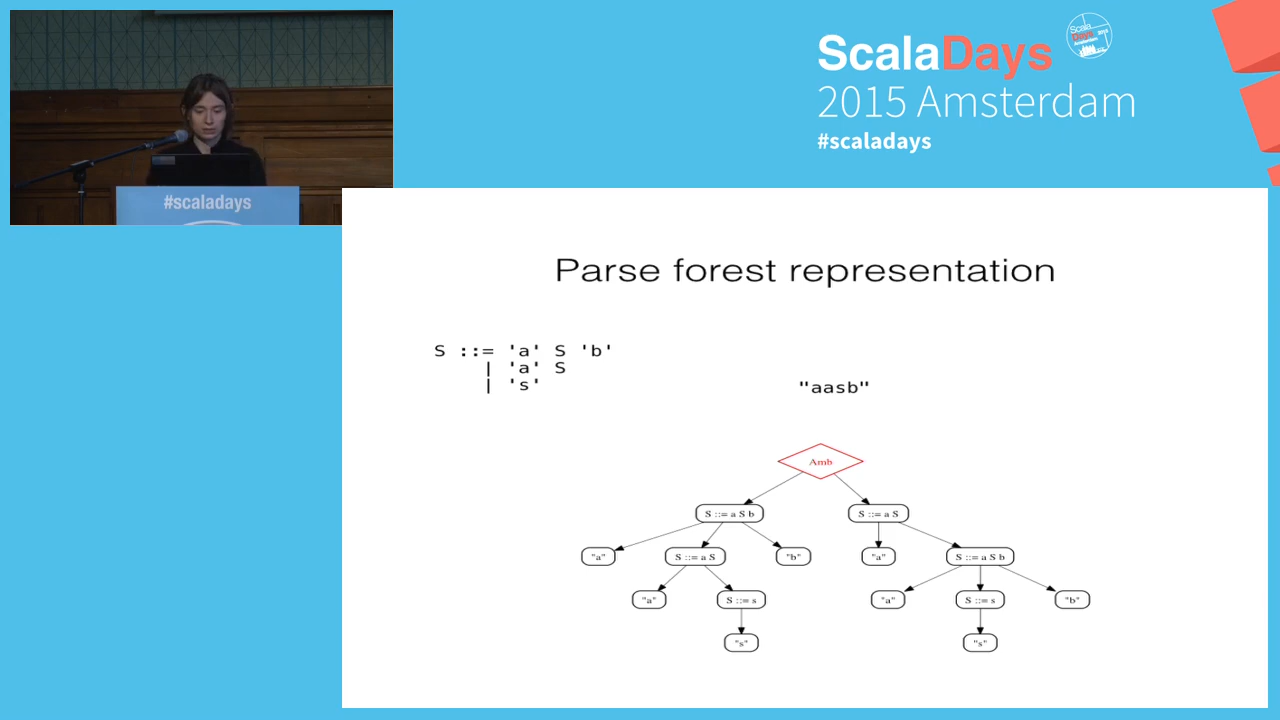 ScalaDays
2015 Amsterdam
#scaladays
#scaladays
Parse forest representation
S ::= 'a' S 'b'
| 'a' S
| 's'
"aasb"
Amb
S ::= a S b
S ::= a S
"a"
S ::= a S
"b"
"a"
S ::= a S b
"a"
S ::= s
"a"
S ::= s
"b"
"s"
"s"